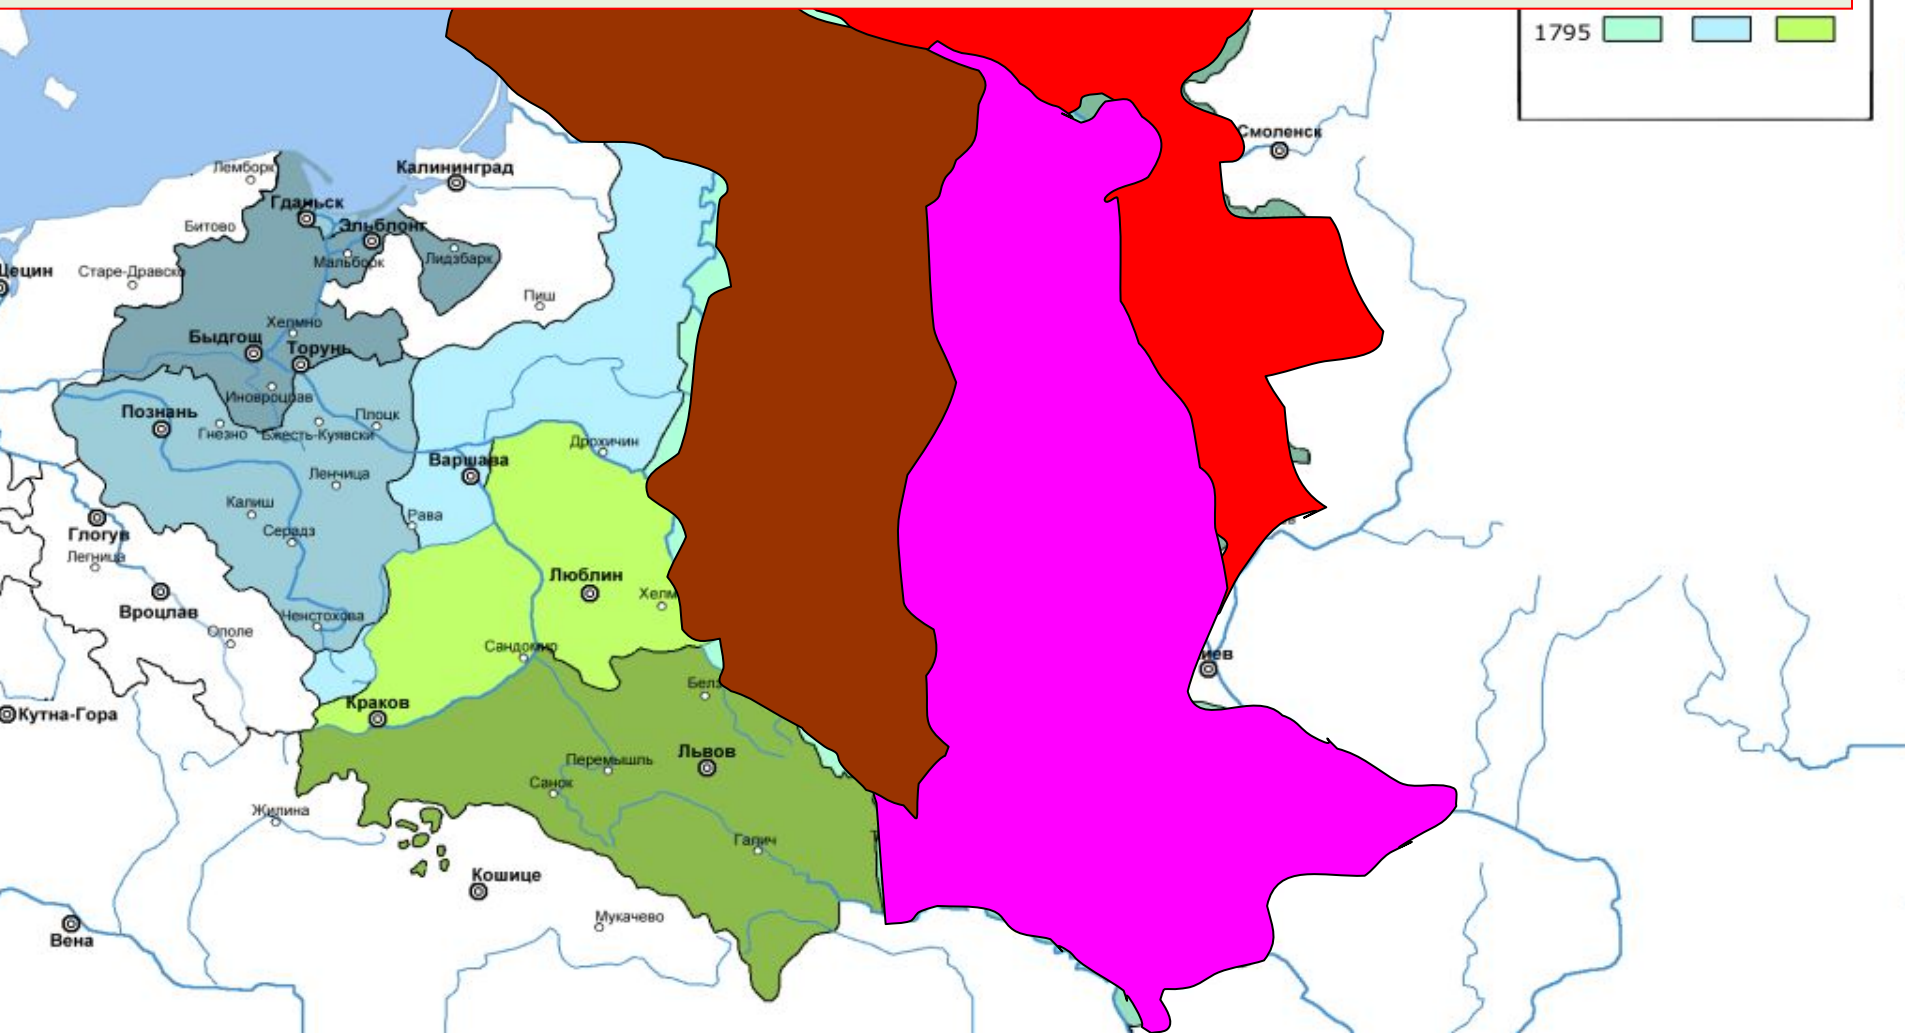 1795
Смоленск
Калининград
Лемборк
Гданьск
Битово
Эльблонг
Мальборк
Лидзбарк
Щецин
Старе-Дравско
Пиш
Хелмно
Быдгощ
Торунь
Иновроцлав
Познань
Гнезно
Бжесть-Куявски
Плоцк
Варшава
Дрохичин
Ленчица
Калиш
Рава
Серадз
Глогув
Легница
Люблин
Хелм
Вроцлав
Ченстохова
Ополе
Сандомир
иев
Белз
Краков
Кутна-Гора
Львов
Перемышль
Санок
Жилина
Галич
Кошице
Мукачево
Вена